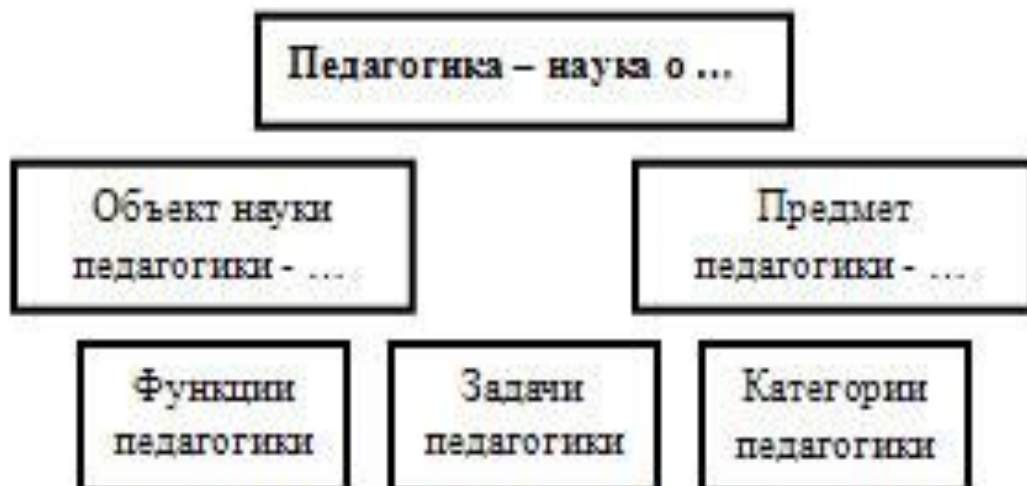 Педагогика – наука о ...
Объект науки
педагогики - ...
Предмет
педагогики - ...
Функции
педагогики
Задачи
педагогики
Категории
педагогики